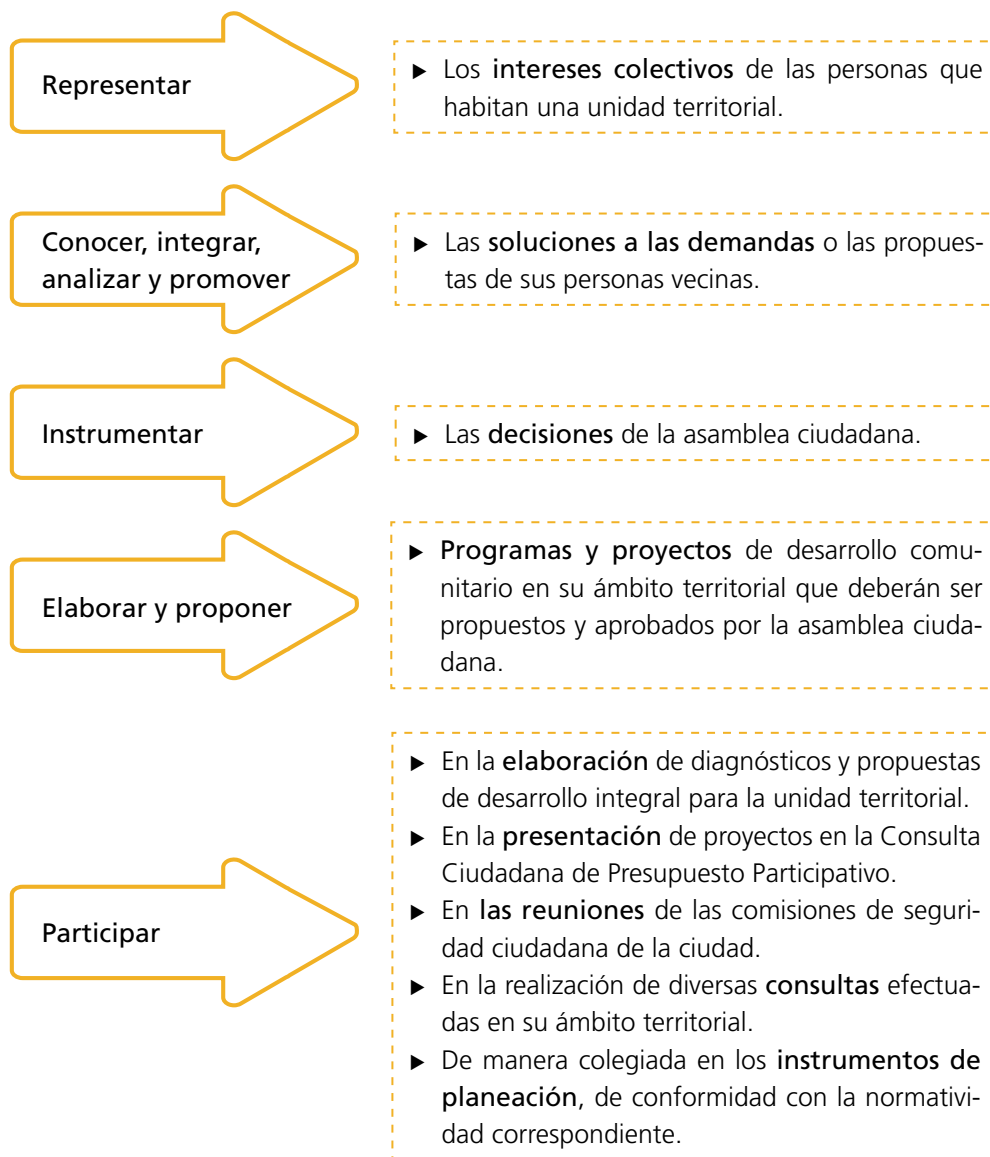 Representar
► Los intereses colectivos de las personas que
habitan una unidad territorial.
Conocer, integrar,
analizar y promover
► Las soluciones a las demandas o las propues-
tas de sus personas vecinas.
Instrumentar
► Las decisiones de la asamblea ciudadana.
Elaborar y proponer
► Programas y proyectos de desarrollo comu-
nitario en su ámbito territorial que deberán ser
propuestos y aprobados por la asamblea ciuda-
dana.
Participar
► En la elaboración de diagnósticos y propuestas
de desarrollo integral para la unidad territorial.
► En la presentación de proyectos en la Consulta
Ciudadana de Presupuesto Participativo.
► En las reuniones de las comisiones de seguri-
dad ciudadana de la ciudad.
► En la realización de diversas consultas efectua-
das en su ámbito territorial.
► De manera colegiada en los instrumentos de
planeación, de conformidad con la normativi-
dad correspondiente.